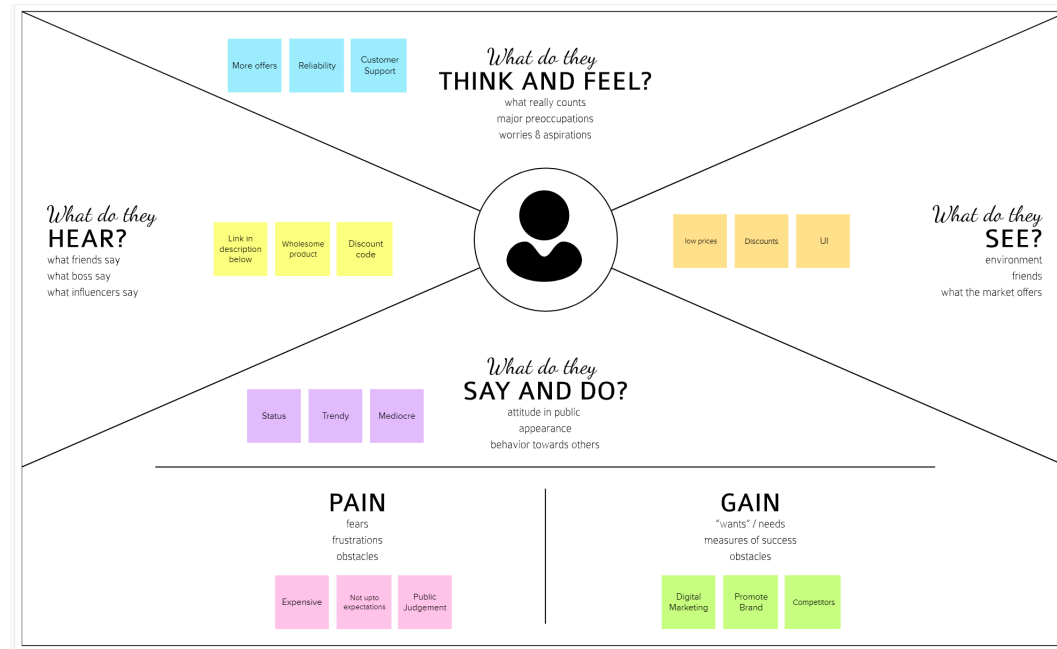 More offers
Reliability
Customer
Support
What do they
THINK AND FEEL?
what really counts
major preoccupations
worries & aspirations
What do they
HEAR?
what friends say
what boss say
what influencers say
Link in
description
below
Wholesome
product
Discount
code
low prices
Discounts
UI
What do they
SEE?
environment
friends
what the market offers
What do they
SAY AND DO?
attitude in public
appearance
behavior towards others
Status
Trendy
Mediocre
PAIN
fears
frustrations
obstacles
Expensive
Not upto
expectations
Public
Judgement
GAIN
"wants" / needs
measures of success
obstacles
Digital
Marketing
Promote
Brand
Competitors